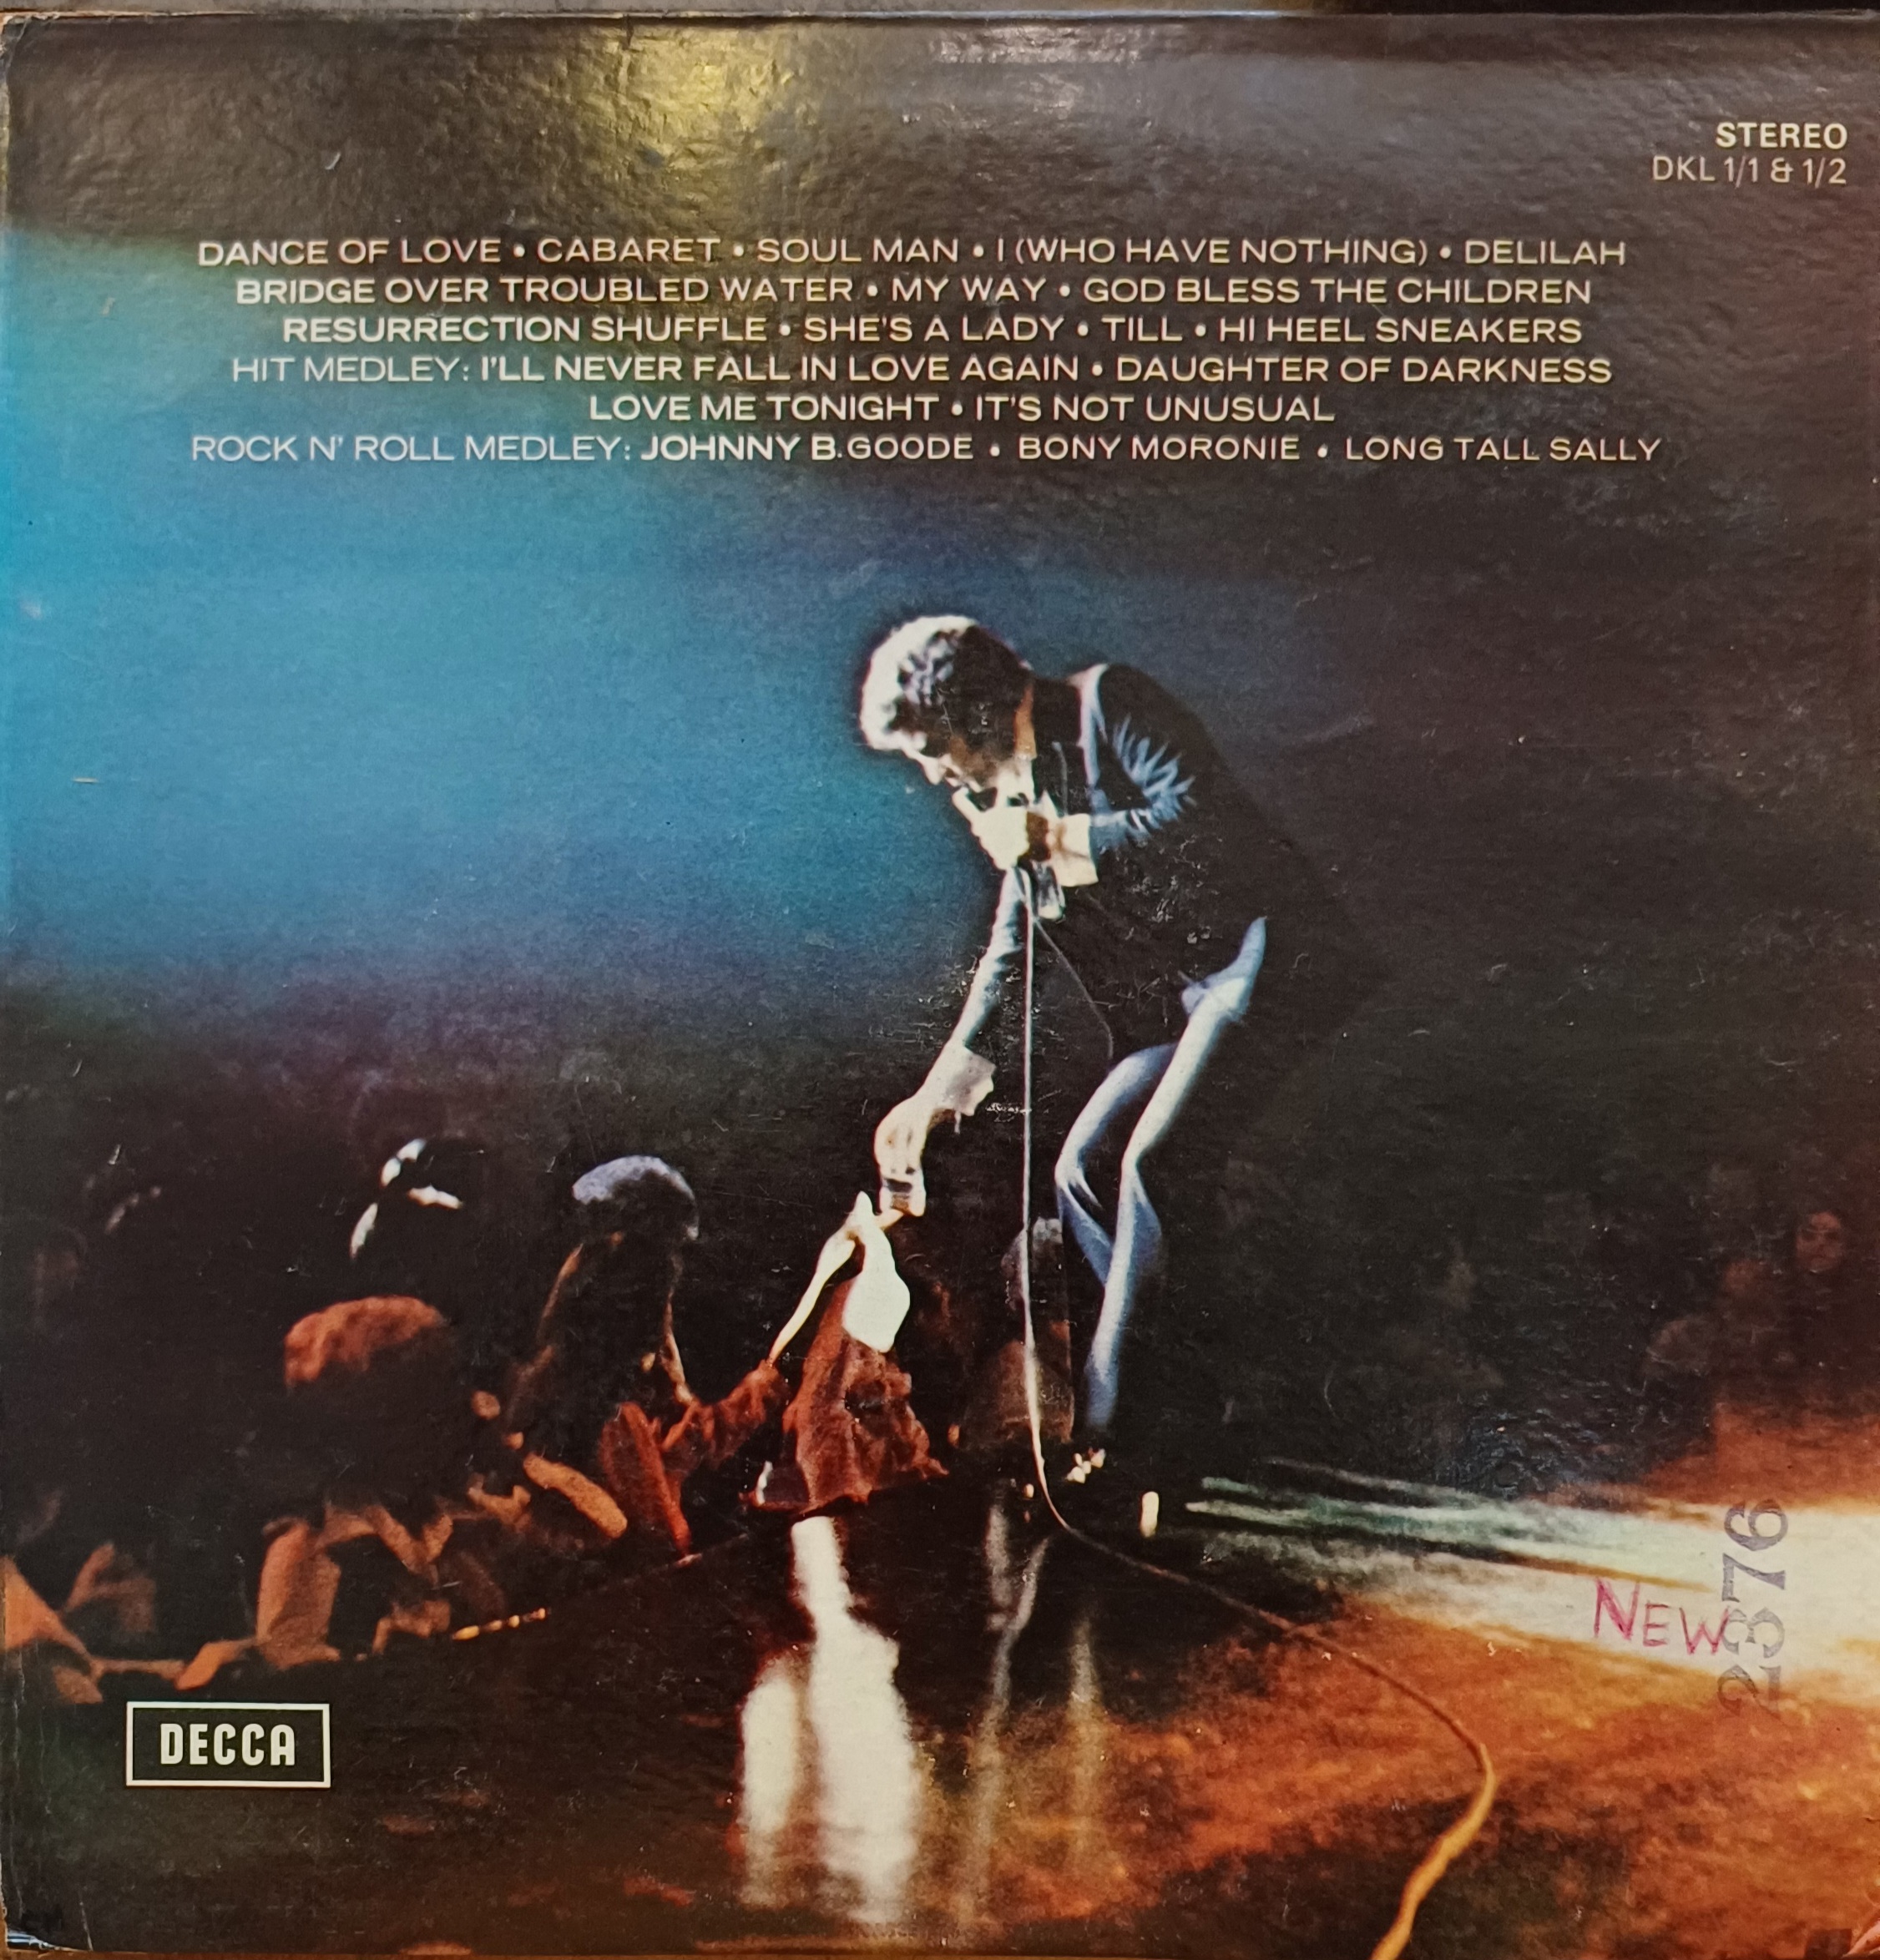 STEREO
DKL 1/1 & 1/2
DANCE OF LOVE • CABARET • SOUL MAN • I (WHO HAVE NOTHING) • DELILAH
BRIDGE OVER TROUBLED WATER • MY WAY • GOD BLESS THE CHILDREN
RESURRECTION SHUFFLE • SHE'S A LADY • TILL • HI HEEL SNEAKERS
HIT MEDLEY: I'LL NEVER FALL IN LOVE AGAIN • DAUGHTER OF DARKNESS
LOVE ME TONIGHT • IT'S NOT UNUSUAL
ROCK N' ROLL MEDLEY: JOHNNY B.GOODE • BONY MORONIE • LONG TALL SALLY
NEW
2376
DECCA